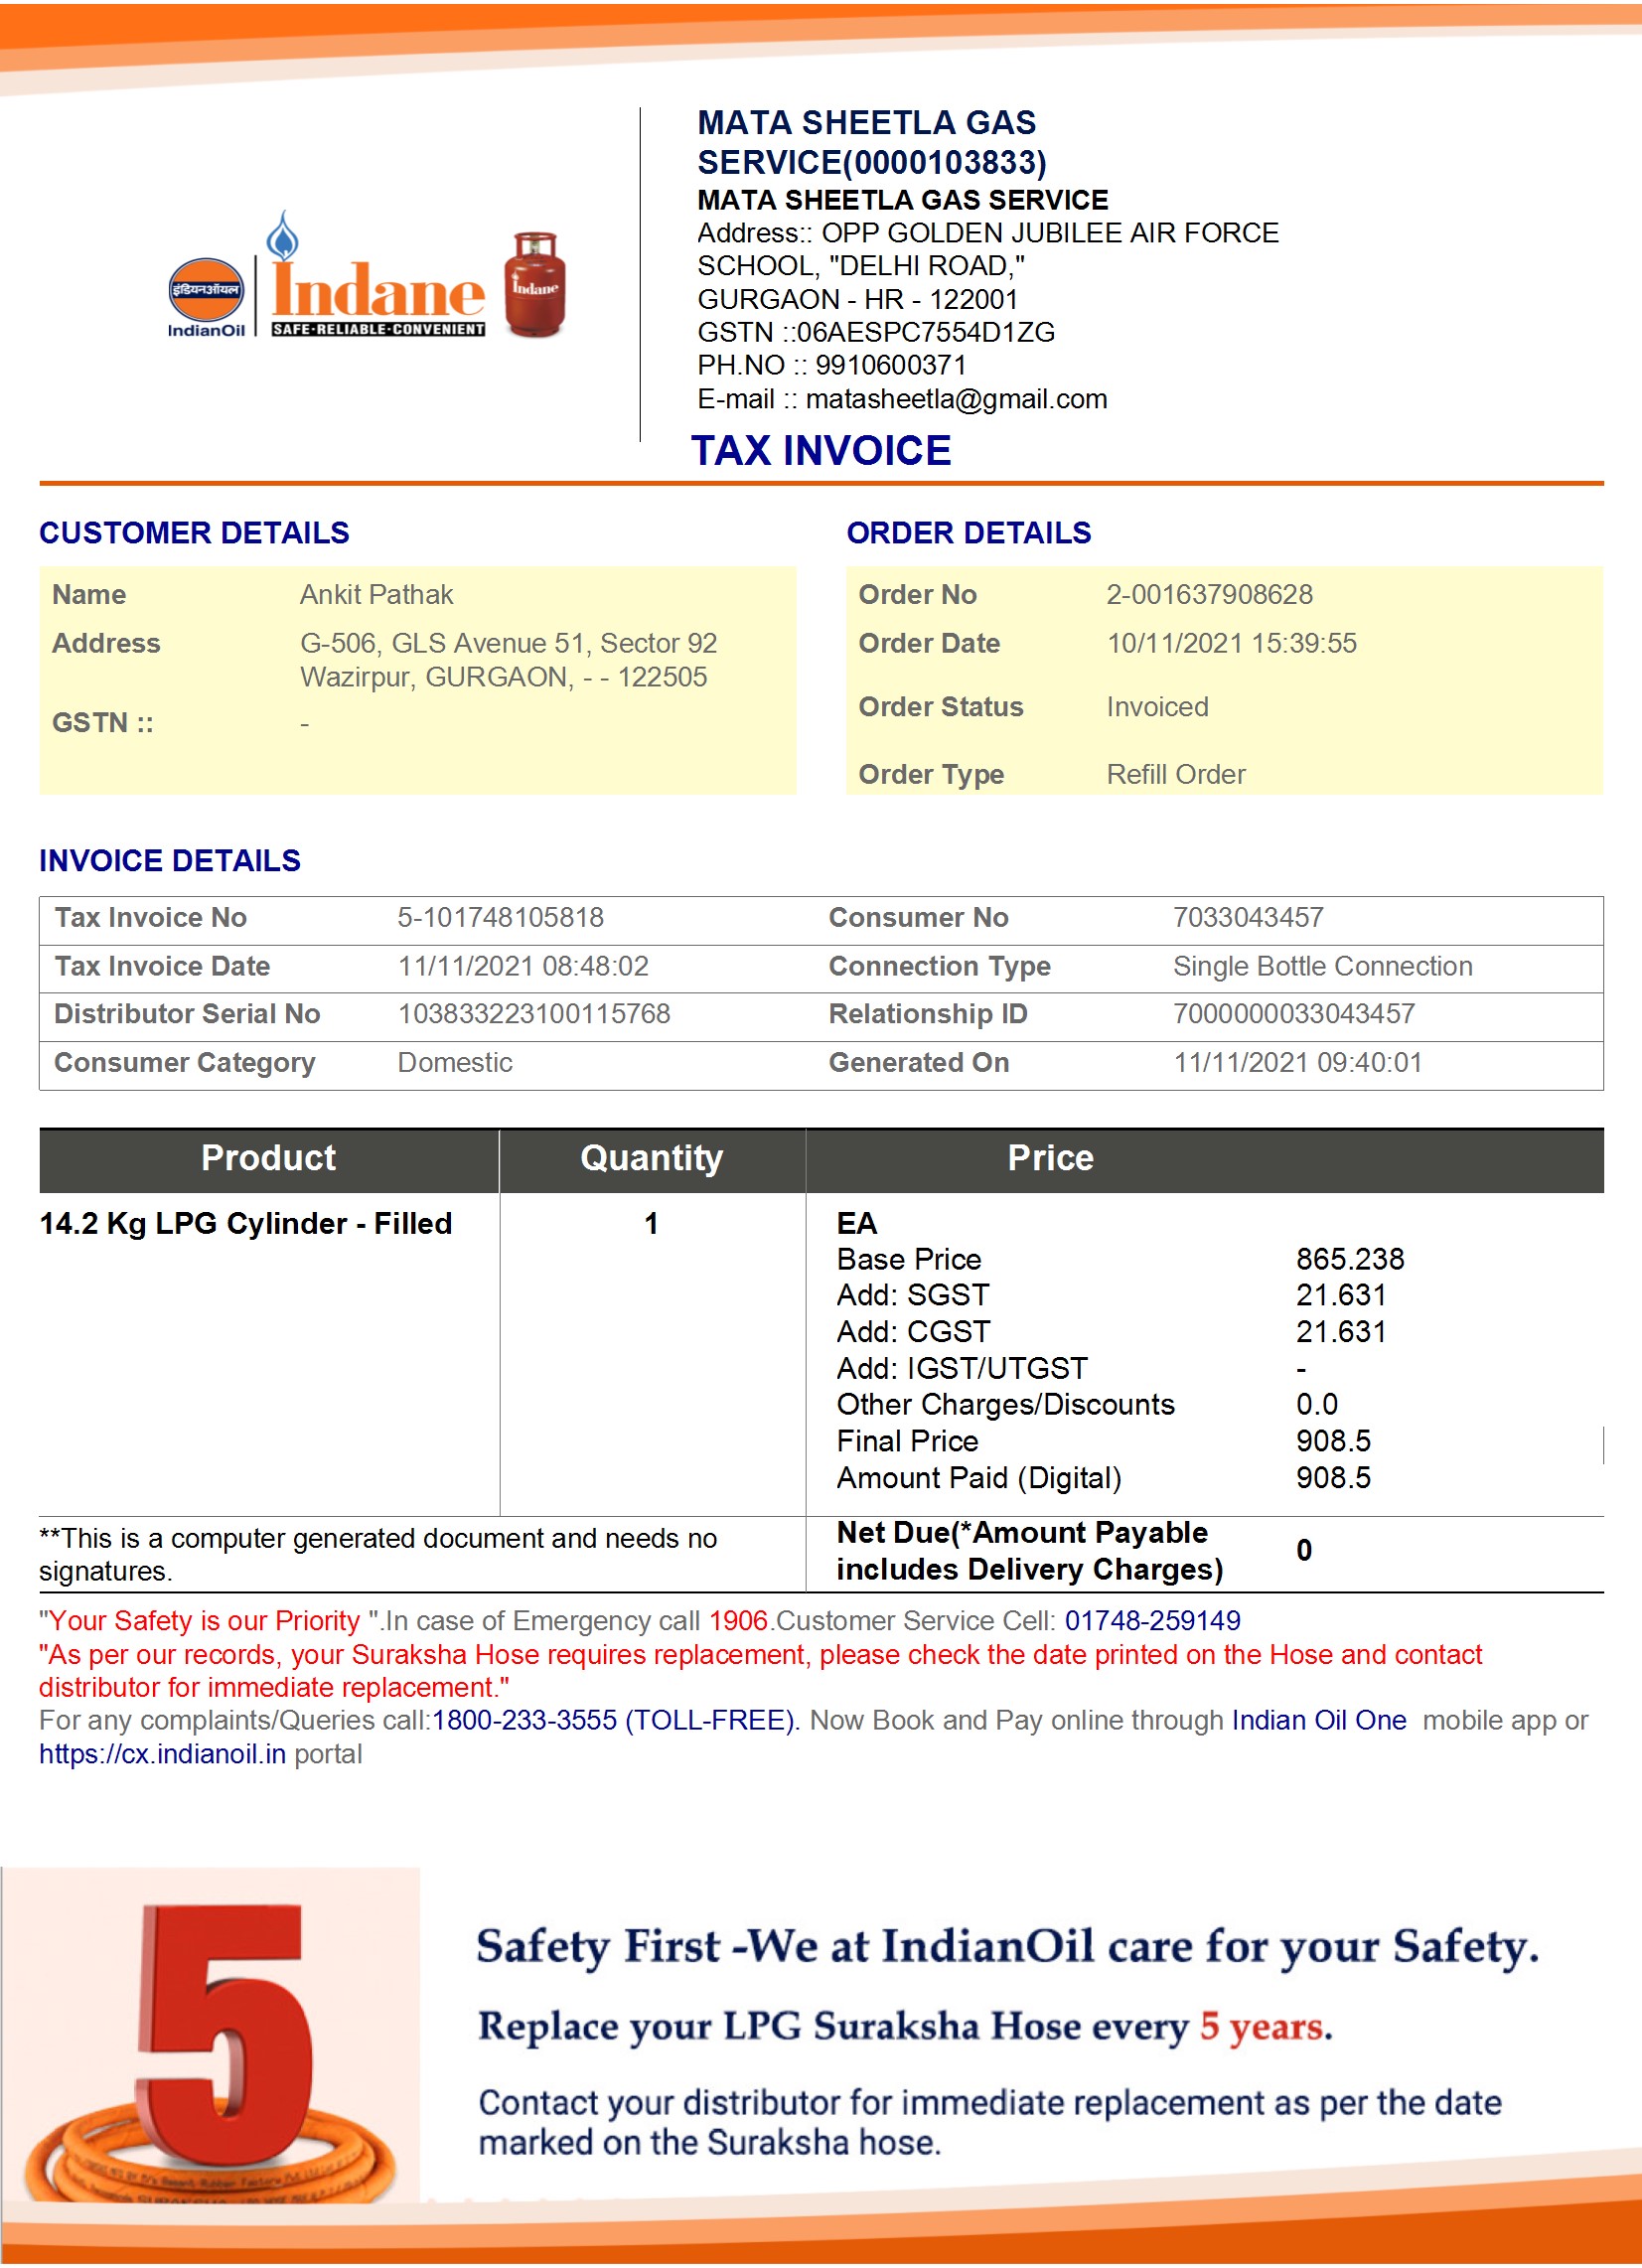 MATA SHEETLA GAS
SERVICE(0000103833)
MATA SHEETLA GAS SERVICE
Address:: OPP GOLDEN JUBILEE AIR FORCE
SCHOOL, "DELHI ROAD,"
GURGAON - HR - 122001
GSTN ::06AESPC7554D1ZG
PH.NO :: 9910600371
E-mail :: matasheetla@gmail.com
इंडियनऑयल
IndianOil
Indane
SAFE·RELIABLE·CONVENIENT
Indane
TAX INVOICE
CUSTOMER DETAILS
Name Ankit Pathak
Address G-506, GLS Avenue 51, Sector 92
Wazirpur, GURGAON, - - 122505
GSTN :: -
ORDER DETAILS
Order No 2-001637908628
Order Date 10/11/2021 15:39:55
Order Status Invoiced
Order Type Refill Order
INVOICE DETAILS
Tax Invoice No 5-101748105818 Consumer No 7033043457
Tax Invoice Date 11/11/2021 08:48:02 Connection Type Single Bottle Connection
Distributor Serial No 103833223100115768 Relationship ID 7000000033043457
Consumer Category Domestic Generated On 11/11/2021 09:40:01
Product Quantity Price
14.2 Kg LPG Cylinder - Filled 1 EA
Base Price 865.238
Add: SGST 21.631
Add: CGST 21.631
Add: IGST/UTGST -
Other Charges/Discounts 0.0
Final Price 908.5
Amount Paid (Digital) 908.5
**This is a computer generated document and needs no
signatures.
Net Due(*Amount Payable
includes Delivery Charges) 0
"Your Safety is our Priority ".In case of Emergency call 1906.Customer Service Cell: 01748-259149
"As per our records, your Suraksha Hose requires replacement, please check the date printed on the Hose and contact
distributor for immediate replacement."
For any complaints/Queries call:1800-233-3555 (TOLL-FREE). Now Book and Pay online through Indian Oil One mobile app or
https://cx.indianoil.in portal
5
Safety First -We at IndianOil care for your Safety.
Replace your LPG Suraksha Hose every 5 years.
Contact your distributor for immediate replacement as per the date
marked on the Suraksha hose.